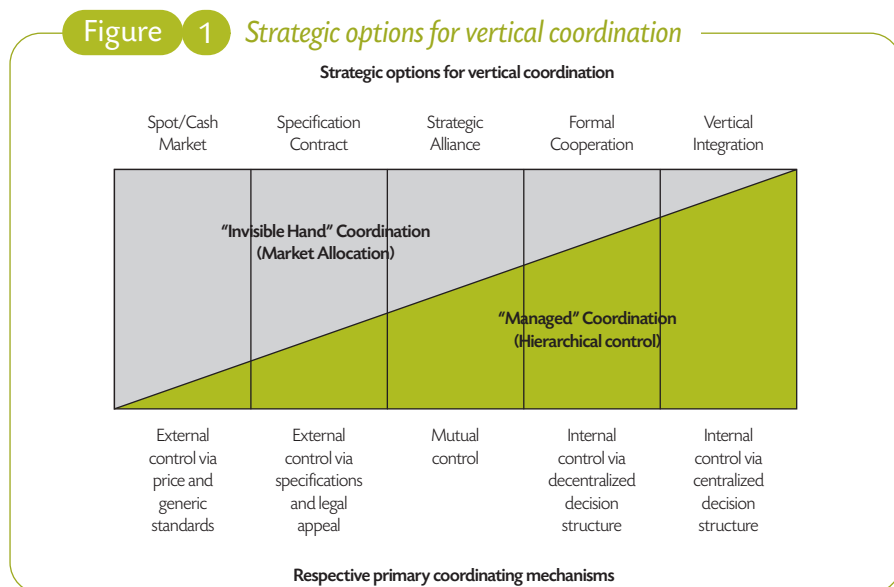 Figure 1 Strategic options for vertical coordination
Strategic options for vertical coordination
Spot/Cash
Market
Specification
Contract
Strategic
Alliance
Formal
Cooperation
Vertical
Integration
"Invisible Hand" Coordination
(Market Allocation)
"Managed" Coordination
(Hierarchical control)
External
control via
price and
generic
standards
External
control via
specifications
and legal
appeal
Mutual
control
Internal
control via
decentralized
decision
structure
Internal
control via
centralized
decision
structure
Respective primary coordinating mechanisms